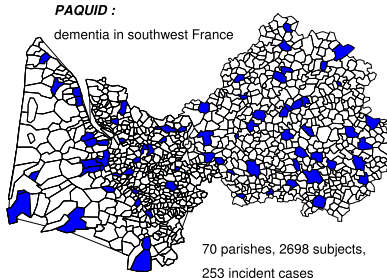 PAQUID :
dementia in southwest France
70 parishes, 2698 subjects,
253 incident cases